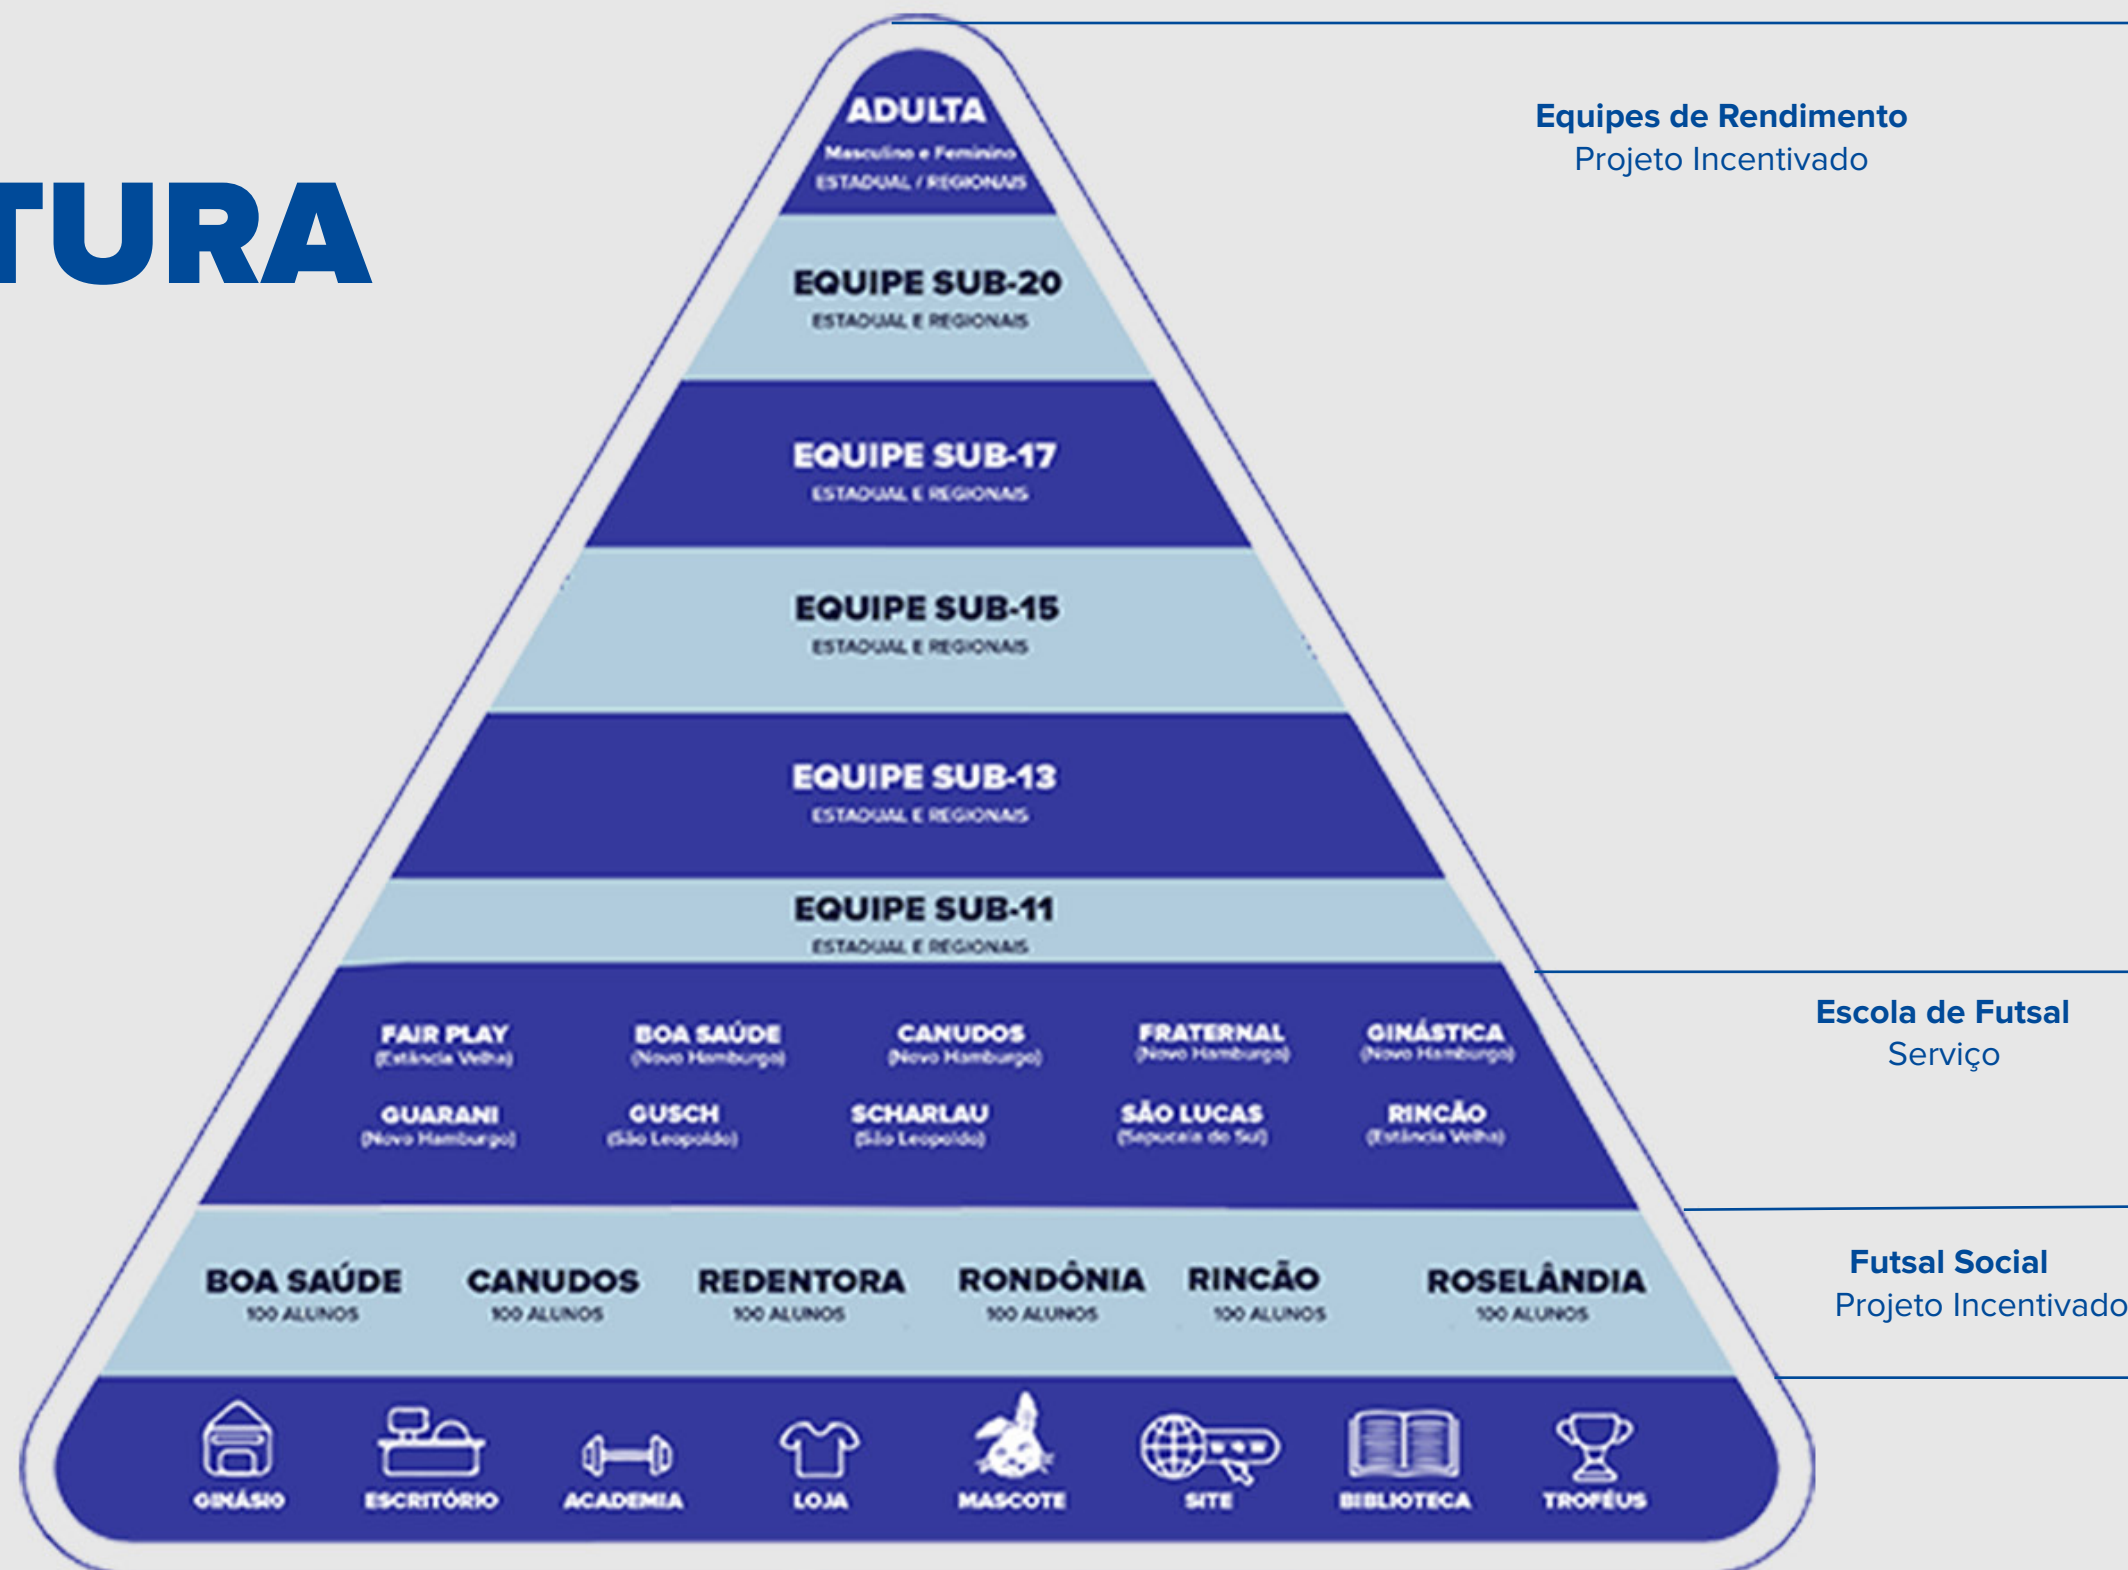 TURA
ADULTA
Masculino e Feminino
ESTADUAL / REGIONAIS
Equipes de Rendimento
Projeto Incentivado
EQUIPE SUB-20
ESTADUAL E REGIONAIS
EQUIPE SUB-17
ESTADUAL E REGIONAIS
EQUIPE SUB-15
ESTADUAL E REGIONAIS
EQUIPE SUB-13
ESTADUAL E REGIONAIS
EQUIPE SUB-11
ESTADUAL E REGIONAIS
FAIR PLAY BOA SAÚDE CANUDOS FRATERNAL GINÁSTICA
(Estância Velha) (Novo Hamburgo) (Novo Hamburgo) (Novo Hamburgo) (Novo Hamburgo)
GUARANI GUSCH SCHARLAU SÃO LUCAS RINCÃO
(Novo Hamburgo) (São Leopoldo) (São Leopoldo) (Sapucaia do Sul) (Estância Velha)
Escola de Futsal
Serviço
BOA SAÚDE CANUDOS REDENTORA RONDÔNIA RINCÃO ROSELÂNDIA
100 ALUNOS 100 ALUNOS 100 ALUNOS 100 ALUNOS 100 ALUNOS 100 ALUNOS
Futsal Social
Projeto Incentivado
GINÁSIO ESCRITÓRIO ACADEMIA LOJA MASCOTE SITE BIBLIOTECA TROFÉUS